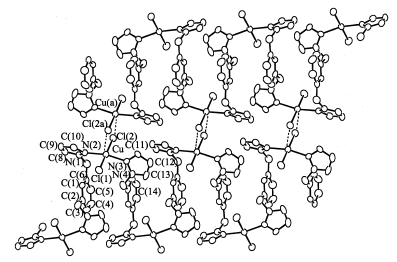 Cu(a)
Cl(2a)
C(10) Cl(2)
C(9) N(2) Cu C(11)
C(8) N(1) N(3) C(12)
C(6) Cl(1) N(4) C(13)
C(1) C(5) C(14)
C(2) C(4)
C(3)